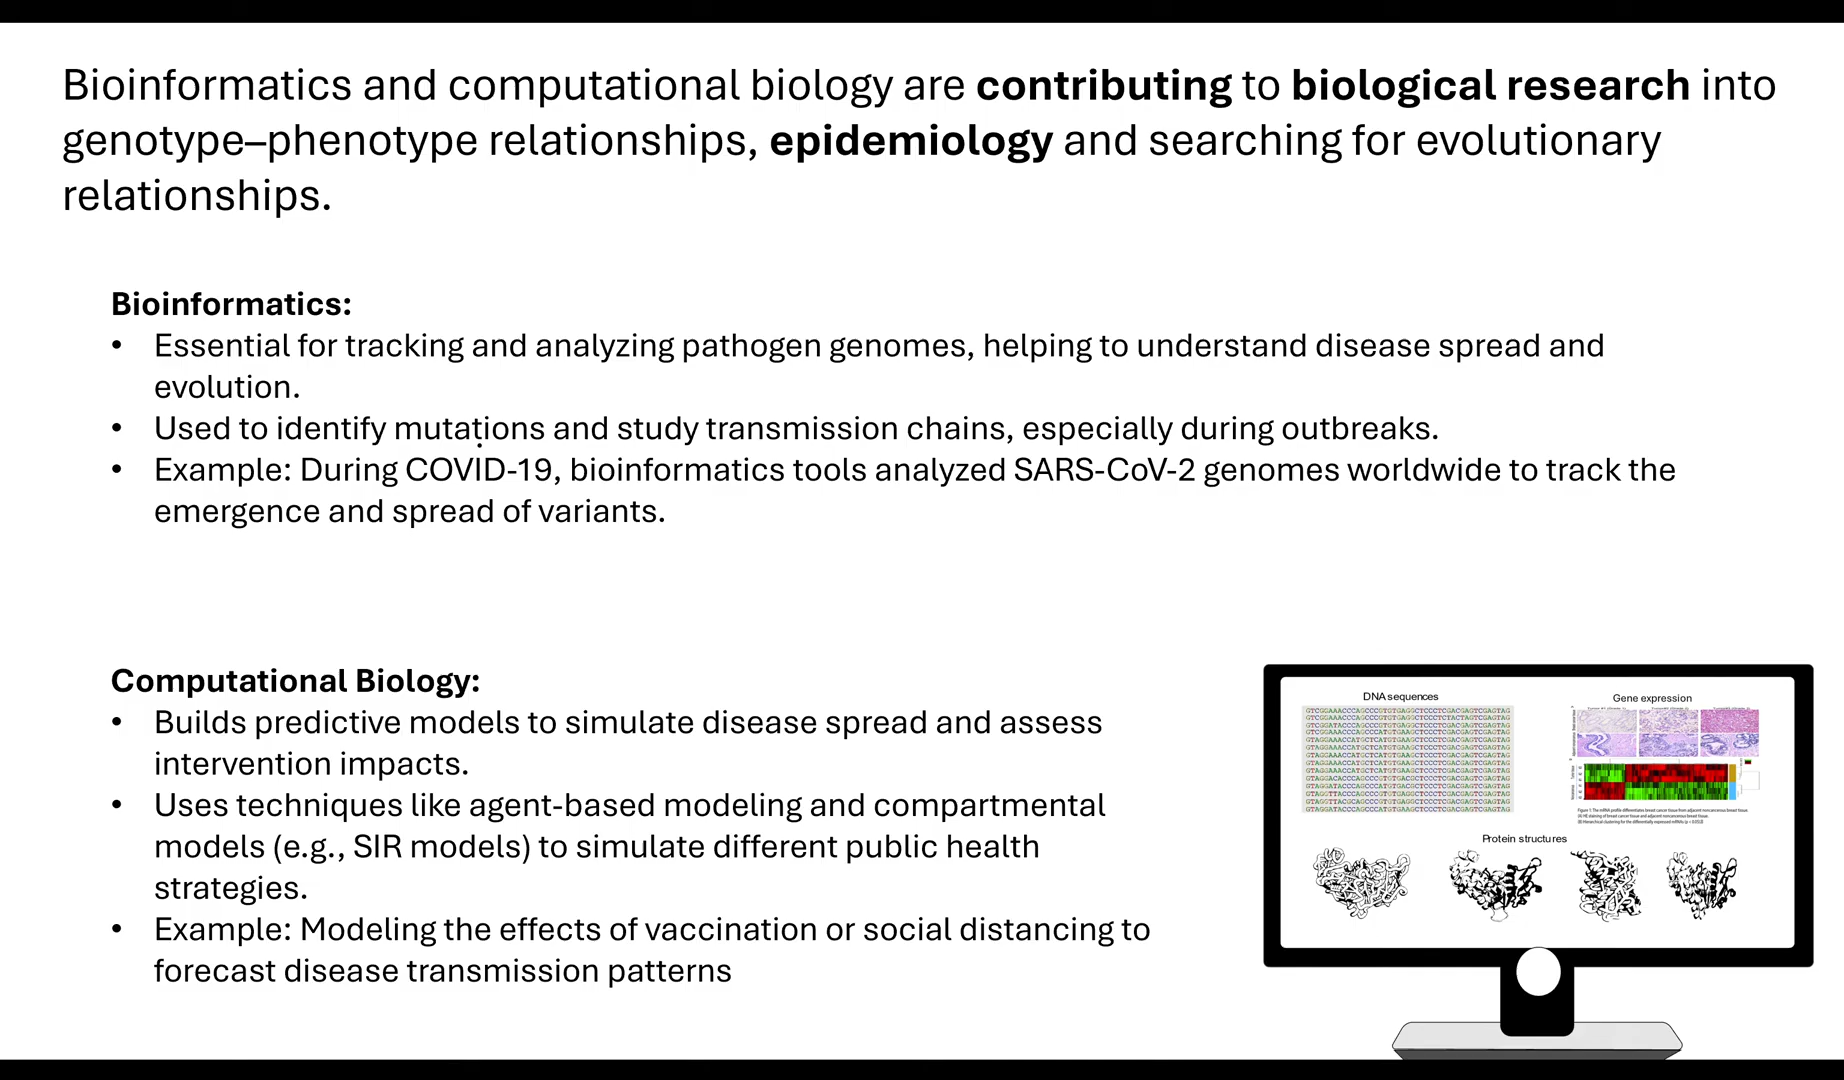 Bioinformatics and computational biology are contributing to biological research into
genotype–phenotype relationships, epidemiology and searching for evolutionary
relationships.
Bioinformatics:
• Essential for tracking and analyzing pathogen genomes, helping to understand disease spread and
evolution.
• Used to identify mutations and study transmission chains, especially during outbreaks.
• Example: During COVID-19, bioinformatics tools analyzed SARS-CoV-2 genomes worldwide to track the
emergence and spread of variants.
Computational Biology:
• Builds predictive models to simulate disease spread and assess
intervention impacts.
• Uses techniques like agent-based modeling and compartmental
models (e.g., SIR models) to simulate different public health
strategies.
• Example: Modeling the effects of vaccination or social distancing to
forecast disease transmission patterns
DNA sequences
Gene expression
Protein structures